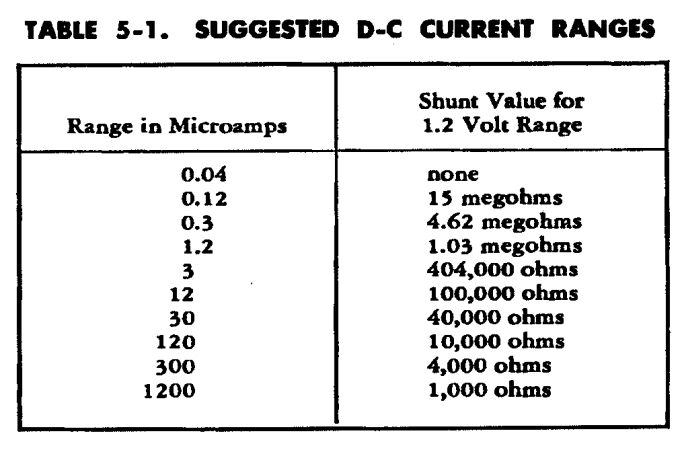 TABLE 5-1. SUGGESTED D-C CURRENT RANGES
Range in Microamps
Shunt Value for
1.2 Volt Range
0.04 none
0.12 15 megohms
0.3 4.62 megohms
1.2 1.03 megohms
3 404,000 ohms
12 100,000 ohms
30 40,000 ohms
120 10,000 ohms
300 4,000 ohms
1200 1,000 ohms